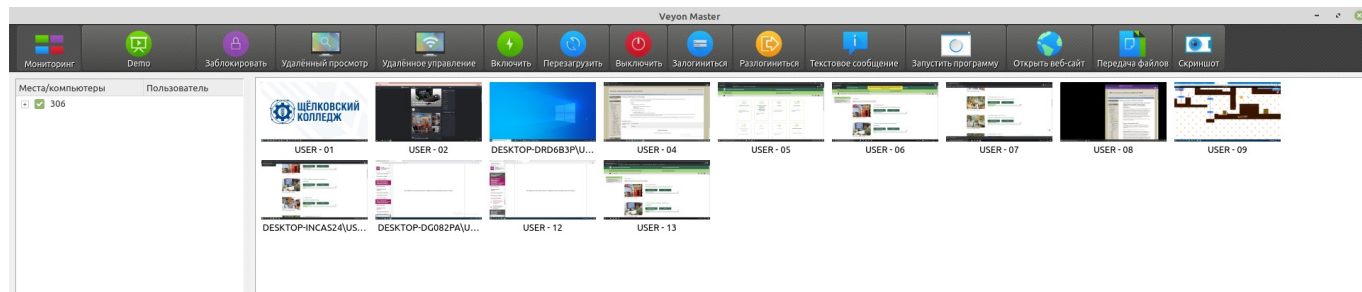 Veyon Master
Мониторинг
Demo
Заблокировать
Удалённый просмотр
Удалённое управление
Включить
Перезагрузить
Выключить
Залогиниться
Разлогиниться
Текстовое сообщение
Запустить программу
Открыть веб-сайт
Передача файлов
Скриншот
Места/компьютеры
Пользователь
306
ЩЁЛКОВСКИЙ
КОЛЛЕДЖ
USER - 01
USER - 02
DESKTOP-DRD6B3P\U...
USER - 04
USER - 05
USER - 06
USER - 07
USER - 08
USER - 09
DESKTOP-INCAS24\US...
DESKTOP-DG082PA\U...
USER - 12
USER - 13